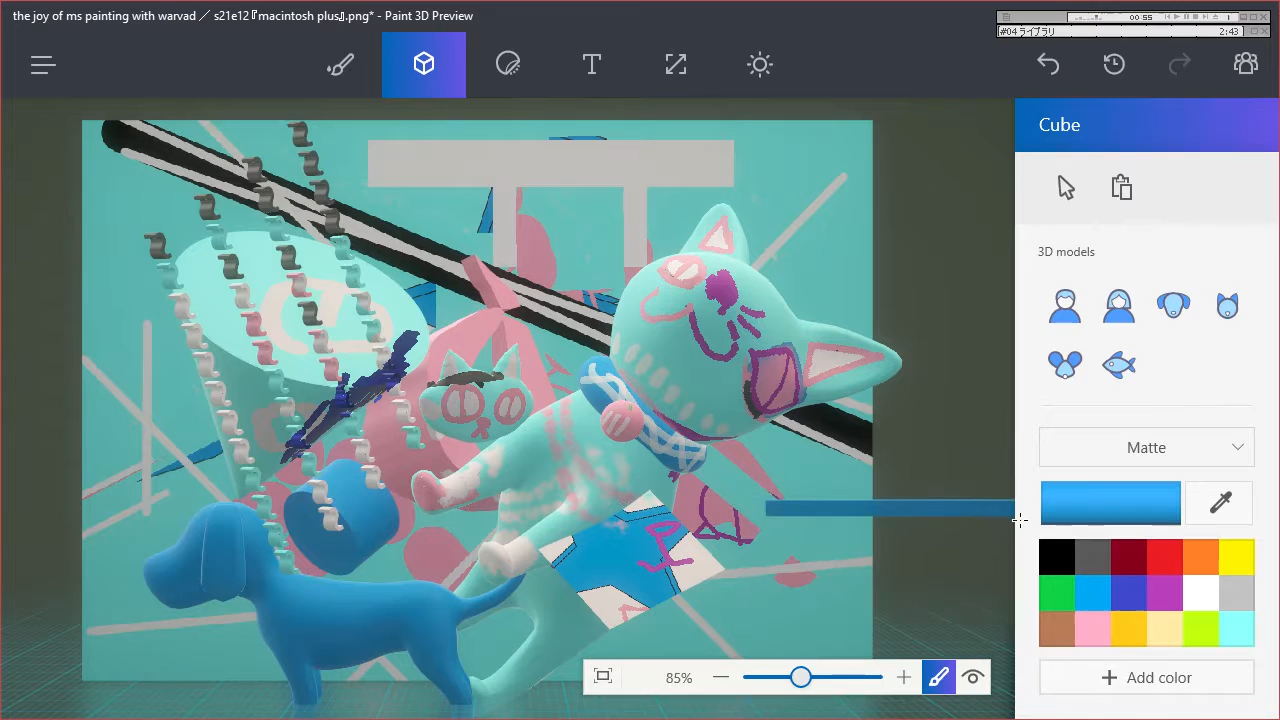 the joy of ms painting with warvad ／ s21e12『macintosh plus』.png* - Paint 3D Preview
00:55
#04 ライブラリ 2:43
T
Cube
3D models
Matte
85%
Add color